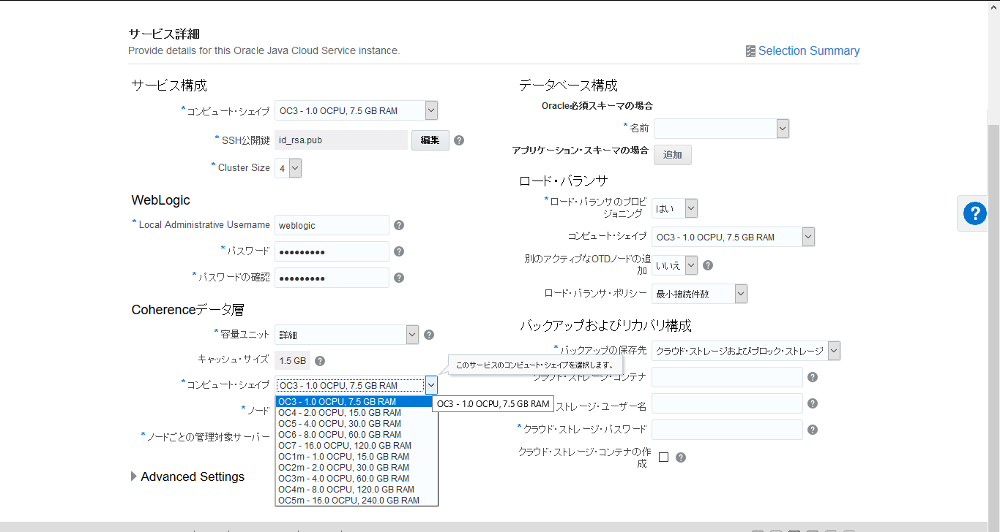 サービス詳細
Provide details for this Oracle Java Cloud Service instance.
Selection Summary
サービス構成
*コンピュート・シェイプ OC3 - 1.0 OCPU, 7.5 GB RAM
*SSH公開鍵 id_rsa.pub 編集 ?
*Cluster Size 4
WebLogic
*Local Administrative Username weblogic ?
*パスワード ●●●●●●●●● ?
*パスワードの確認 ●●●●●●●●● ?
Coherenceデータ層
*容量ユニット 詳細 ?
キャッシュ・サイズ 1.5 GB ?
このサービスのコンピュート・シェイプを選択します。
*コンピュート・シェイプ OC3 - 1.0 OCPU, 7.5 GB RAM
OC3 - 1.0 OCPU, 7.5 GB RAM
OC3 - 1.0 OCPU, 7.5 GB RAM
OC4 - 2.0 OCPU, 15.0 GB RAM
OC5 - 4.0 OCPU, 30.0 GB RAM
OC6 - 8.0 OCPU, 60.0 GB RAM
OC7 - 16.0 OCPU, 120.0 GB RAM
OC1m - 1.0 OCPU, 15.0 GB RAM
OC2m - 2.0 OCPU, 30.0 GB RAM
OC3m - 4.0 OCPU, 60.0 GB RAM
OC4m - 8.0 OCPU, 120.0 GB RAM
OC5m - 16.0 OCPU, 240.0 GB RAM
*ノード
*ノードごとの管理対象サーバー
Advanced Settings
データベース構成
Oracle必須スキーマの場合
*名前
アプリケーション・スキーマの場合 追加
ロード・バランサ
*ロード・バランサのプロビ
ジョニング はい
コンピュート・シェイプ OC3 - 1.0 OCPU, 7.5 GB RAM
別のアクティブなOTDノードの追
加 いいえ ?
ロード・バランサ・ポリシー 最小接続件数
バックアップおよびリカバリ構成
*バックアップの保存先 クラウド・ストレージおよびブロック・ストレージ
クラウド・ストレージ・コンテナ ?
ストレージ・ユーザー名 ?
*クラウド・ストレージ・パスワード ?
クラウド・ストレージ・コンテナの作
成 ?
?